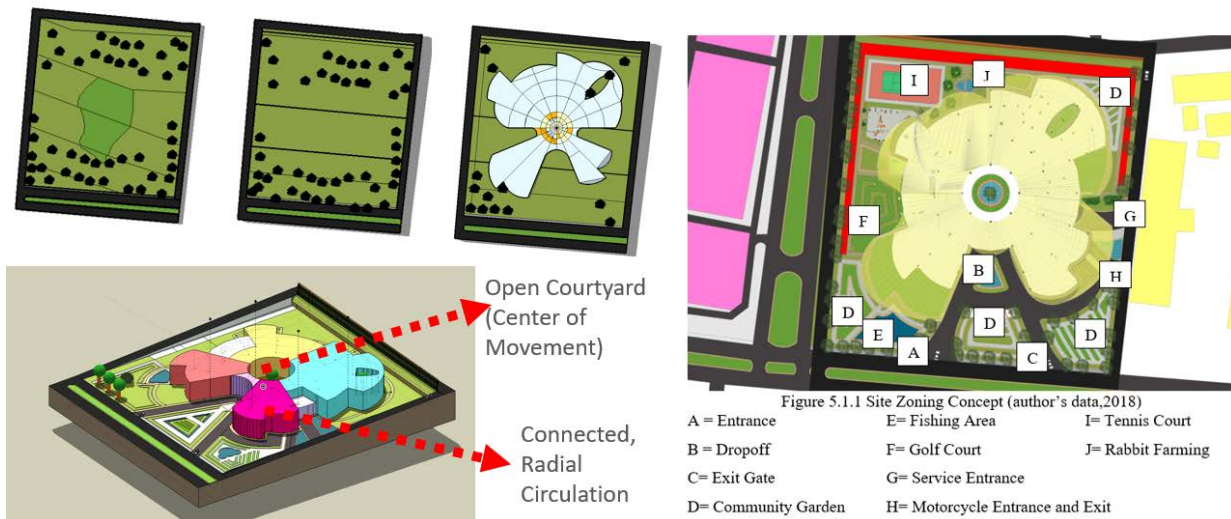 Open Courtyard
(Center of
Movement)
Connected,
Radial
Circulation
I
J
D
F
G
B
H
D
E
D
D
A
C
Figure 5.1.1 Site Zoning Concept (author's data,2018)
A = Entrance
E= Fishing Area
I= Tennis Court
B = Dropoff
F= Golf Court
J= Rabbit Farming
C= Exit Gate
G= Service Entrance
D= Community Garden
H= Motorcycle Entrance and Exit